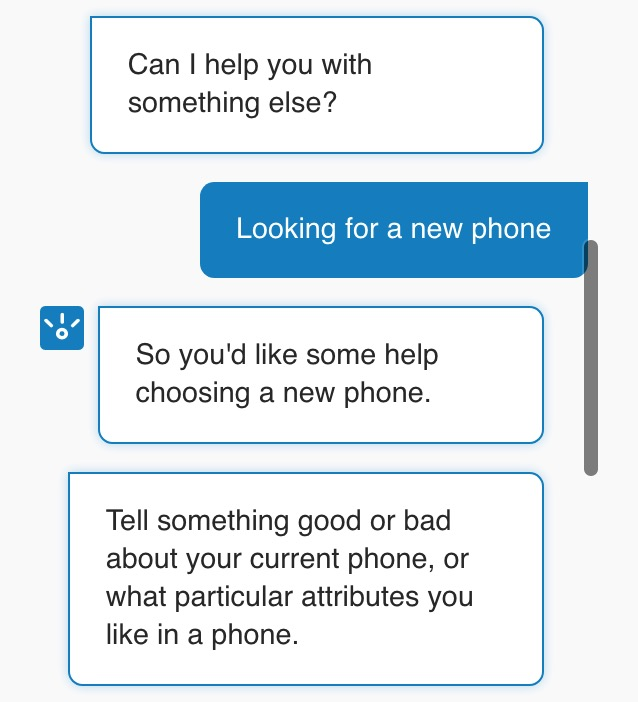 Can I help you with
something else?
Looking for a new phone
So you'd like some help
choosing a new phone.
Tell something good or bad
about your current phone, or
what particular attributes you
like in a phone.